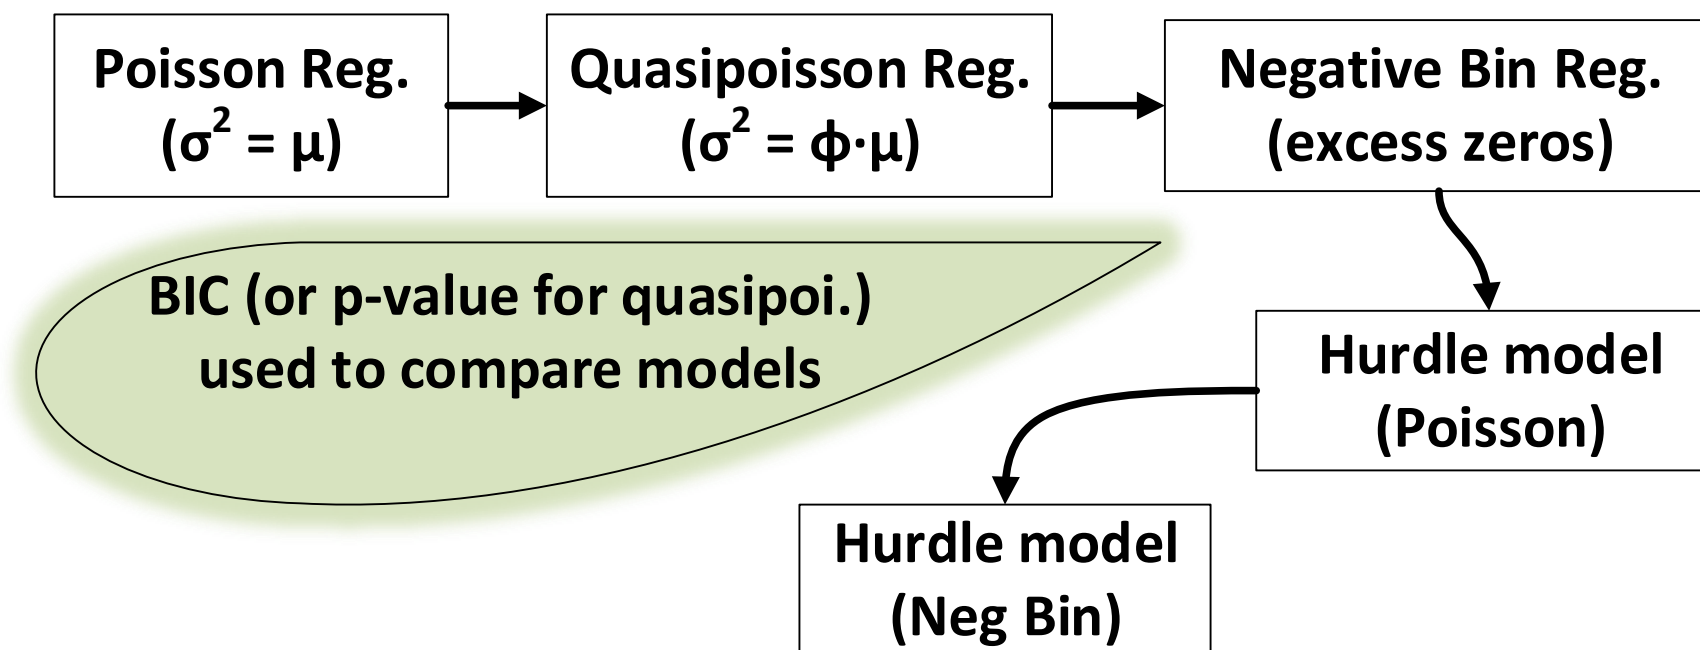 Poisson Reg.
(σ² = μ)
Quasipoisson Reg.
(σ² = ϕ·μ)
Negative Bin Reg.
(excess zeros)
BIC (or p-value for quasipoi.)
used to compare models
Hurdle model
(Poisson)
Hurdle model
(Neg Bin)